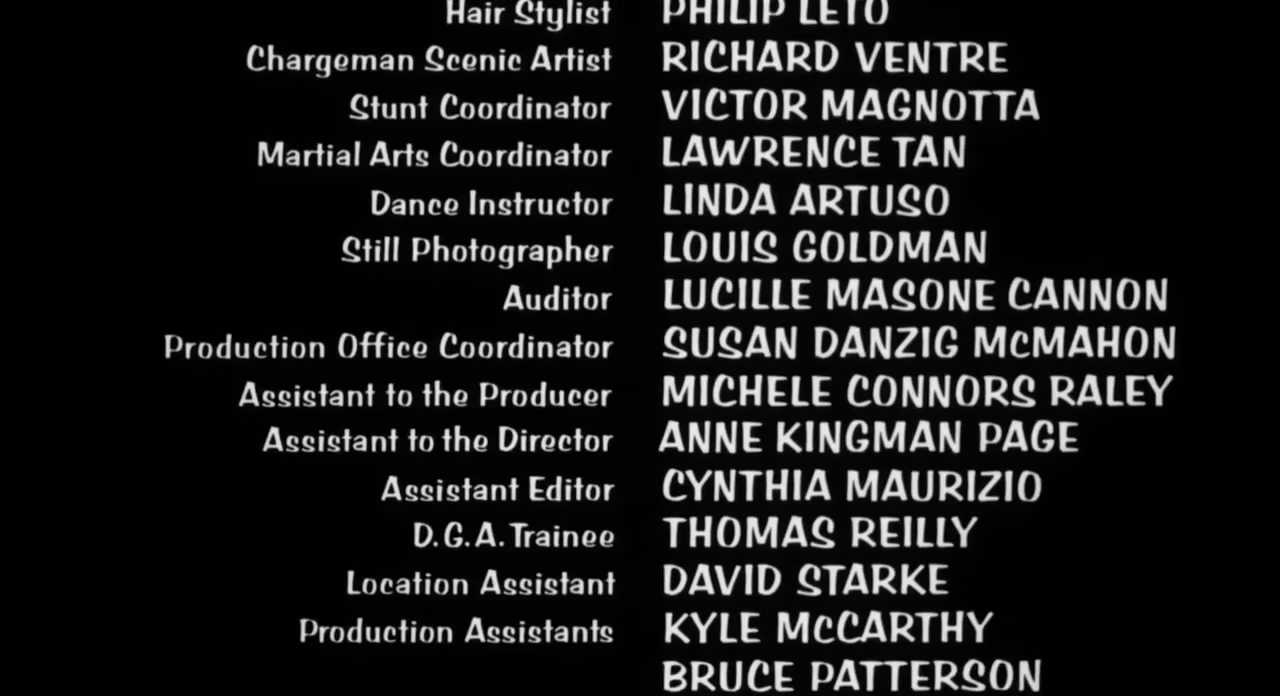 Hair Stylist PHILIP LETO
Chargeman Scenic Artist RICHARD VENTRE
Stunt Coordinator VICTOR MAGNOTTA
Martial Arts Coordinator LAWRENCE TAN
Dance Instructor LINDA ARTUSO
Still Photographer LOUIS GOLDMAN
Auditor LUCILLE MASONE CANNON
Production Office Coordinator SUSAN DANZIG McMAHON
Assistant to the Producer MICHELE CONNORS RALEY
Assistant to the Director ANNE KINGMAN PAGE
Assistant Editor CYNTHIA MAURIZIO
D.G.A. Trainee THOMAS REILLY
Location Assistant DAVID STARKE
Production Assistants KYLE McCARTHY
BRUCE PATTERSON